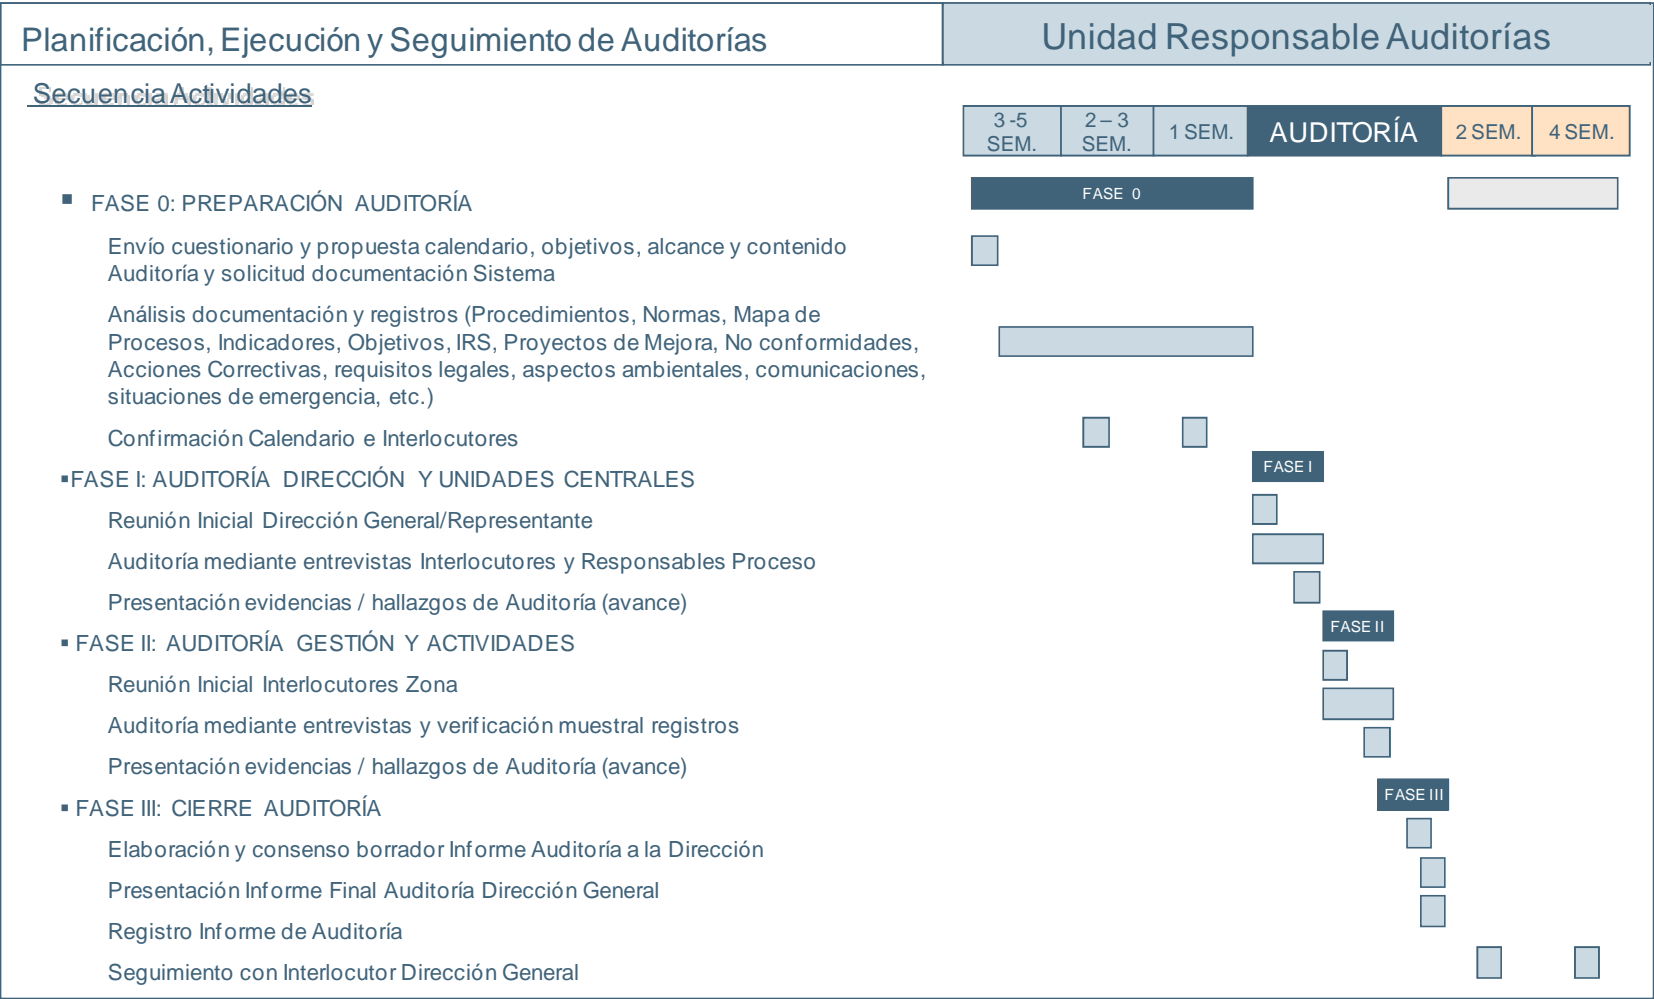 Planificación, Ejecución y Seguimiento de Auditorías
Unidad Responsable Auditorías
Secuencia Actividades
3 -5
SEM.
2 – 3
SEM.
1 SEM.
AUDITORÍA
2 SEM.
4 SEM.
▪ FASE 0: PREPARACIÓN AUDITORÍA
FASE 0
Envío cuestionario y propuesta calendario, objetivos, alcance y contenido
Auditoría y solicitud documentación Sistema
Análisis documentación y registros (Procedimientos, Normas, Mapa de
Procesos, Indicadores, Objetivos, IRS, Proyectos de Mejora, No conformidades,
Acciones Correctivas, requisitos legales, aspectos ambientales, comunicaciones,
situaciones de emergencia, etc.)
Confirmación Calendario e Interlocutores
▪FASE I: AUDITORÍA DIRECCIÓN Y UNIDADES CENTRALES
FASE I
Reunión Inicial Dirección General/Representante
Auditoría mediante entrevistas Interlocutores y Responsables Proceso
Presentación evidencias / hallazgos de Auditoría (avance)
▪ FASE II: AUDITORÍA GESTIÓN Y ACTIVIDADES
FASE II
Reunión Inicial Interlocutores Zona
Auditoría mediante entrevistas y verificación muestral registros
Presentación evidencias / hallazgos de Auditoría (avance)
▪ FASE III: CIERRE AUDITORÍA
FASE III
Elaboración y consenso borrador Informe Auditoría a la Dirección
Presentación Informe Final Auditoría Dirección General
Registro Informe de Auditoría
Seguimiento con Interlocutor Dirección General